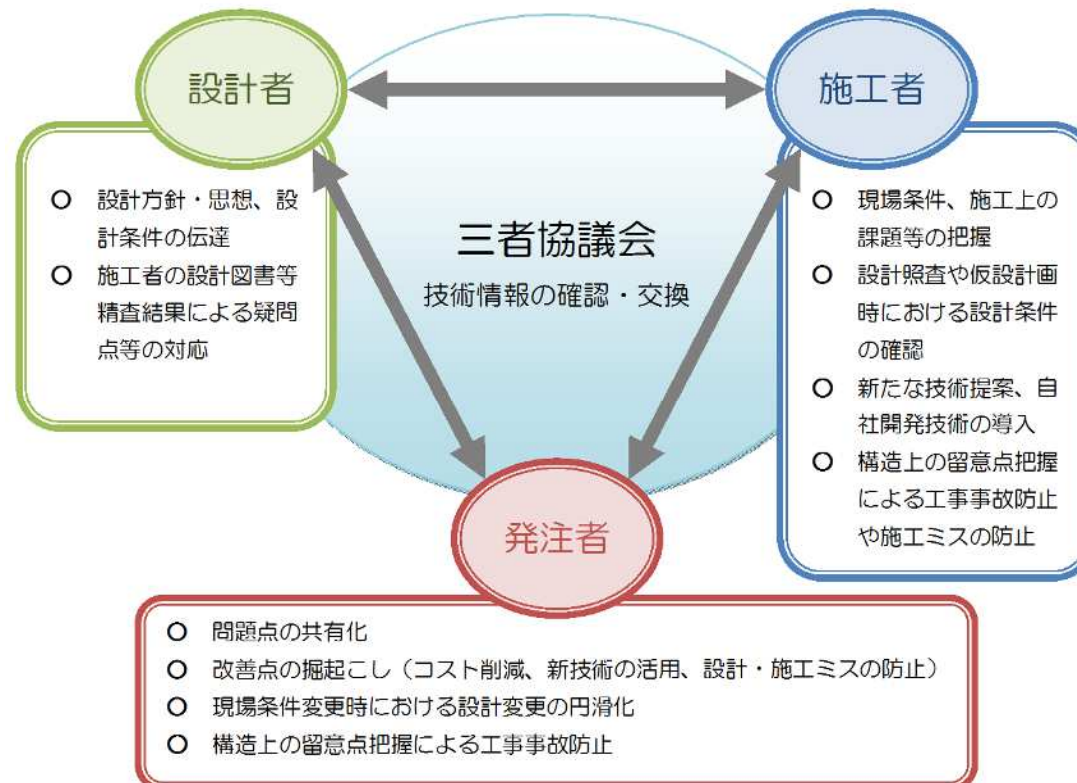 設計者
施工者
○ 設計方針・思想、設
計条件の伝達
○ 施工者の設計図書等
精査結果による疑問
点等の対応
三者協議会
技術情報の確認・交換
○ 現場条件、施工上の
課題等の把握
○ 設計照査や仮設計画
時における設計条件
の確認
○ 新たな技術提案、自
社開発技術の導入
○ 構造上の留意点把握
による工事事故防止
や施工ミスの防止
発注者
○ 問題点の共有化
○ 改善点の掘起こし（コスト削減、新技術の活用、設計・施工ミスの防止）
○ 現場条件変更時における設計変更の円滑化
○ 構造上の留意点把握による工事事故防止